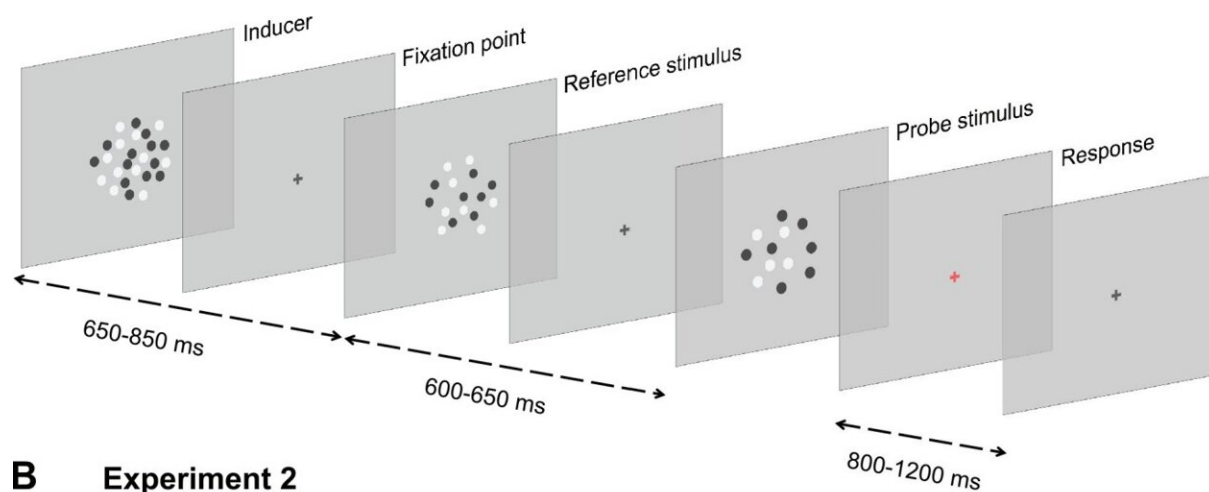 Inducer
Fixation point
Reference stimulus
Probe stimulus
Response
650-850 ms
600-650 ms
800-1200 ms
B Experiment 2